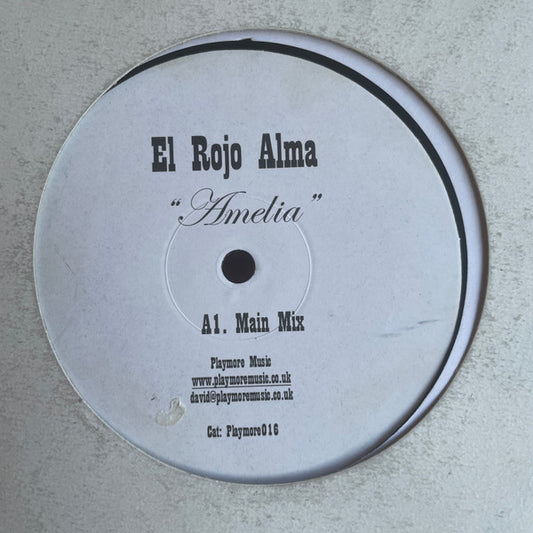 El Rojo Alma
“Amelia”
A1. Main Mix
Playmore Music
www.playmoremusic.co.uk
david@playmoremusic.co.uk
Cat: Playmore016